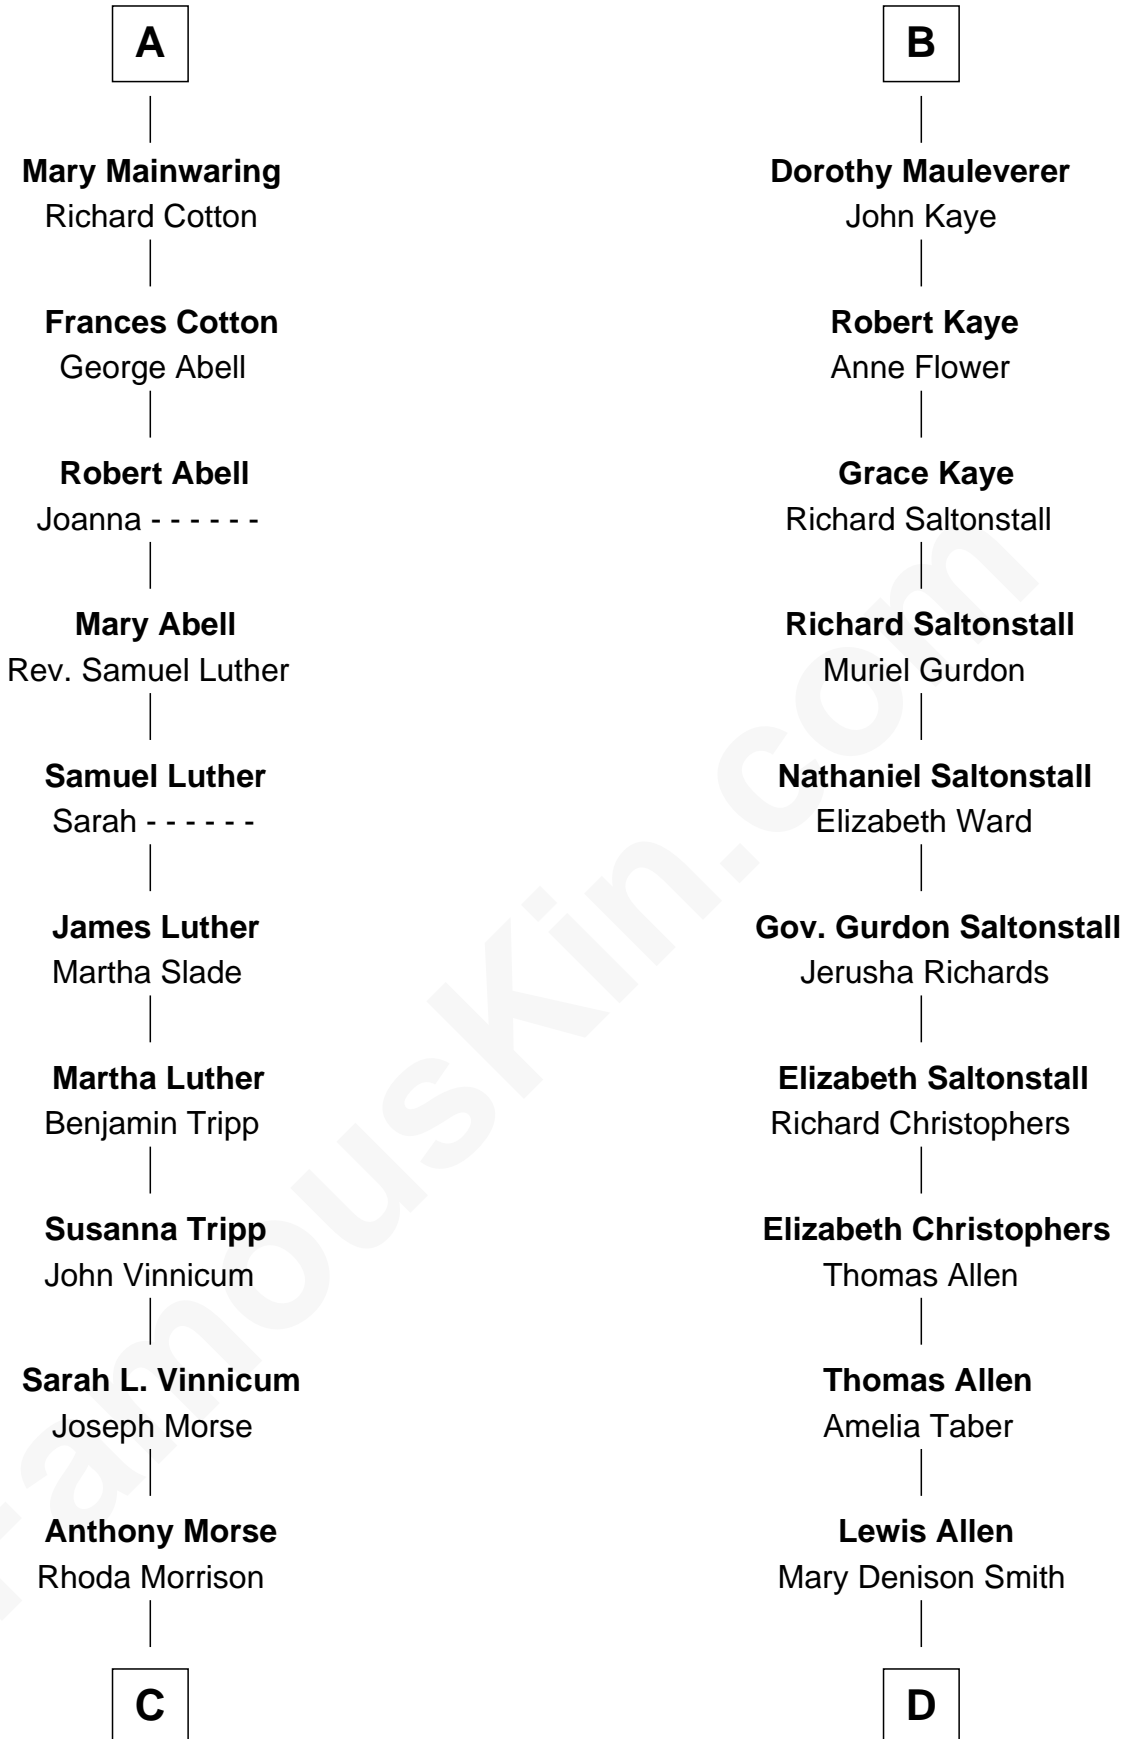 A
Mary Mainwaring
Richard Cotton
Frances Cotton
George Abell
Robert Abell
Joanna - - - - - -
Mary Abell
Rev. Samuel Luther
Samuel Luther
Sarah - - - - - -
James Luther
Martha Slade
Martha Luther
Benjamin Tripp
Susanna Tripp
John Vinnicum
Sarah L. Vinnicum
Joseph Morse
Anthony Morse
Rhoda Morrison
C
B
Dorothy Mauleverer
John Kaye
Robert Kaye
Anne Flower
Grace Kaye
Richard Saltonstall
Richard Saltonstall
Muriel Gurdon
Nathaniel Saltonstall
Elizabeth Ward
Gov. Gurdon Saltonstall
Jerusha Richards
Elizabeth Saltonstall
Richard Christophers
Elizabeth Christophers
Thomas Allen
Thomas Allen
Amelia Taber
Lewis Allen
Mary Denison Smith
D
FamousKin.com